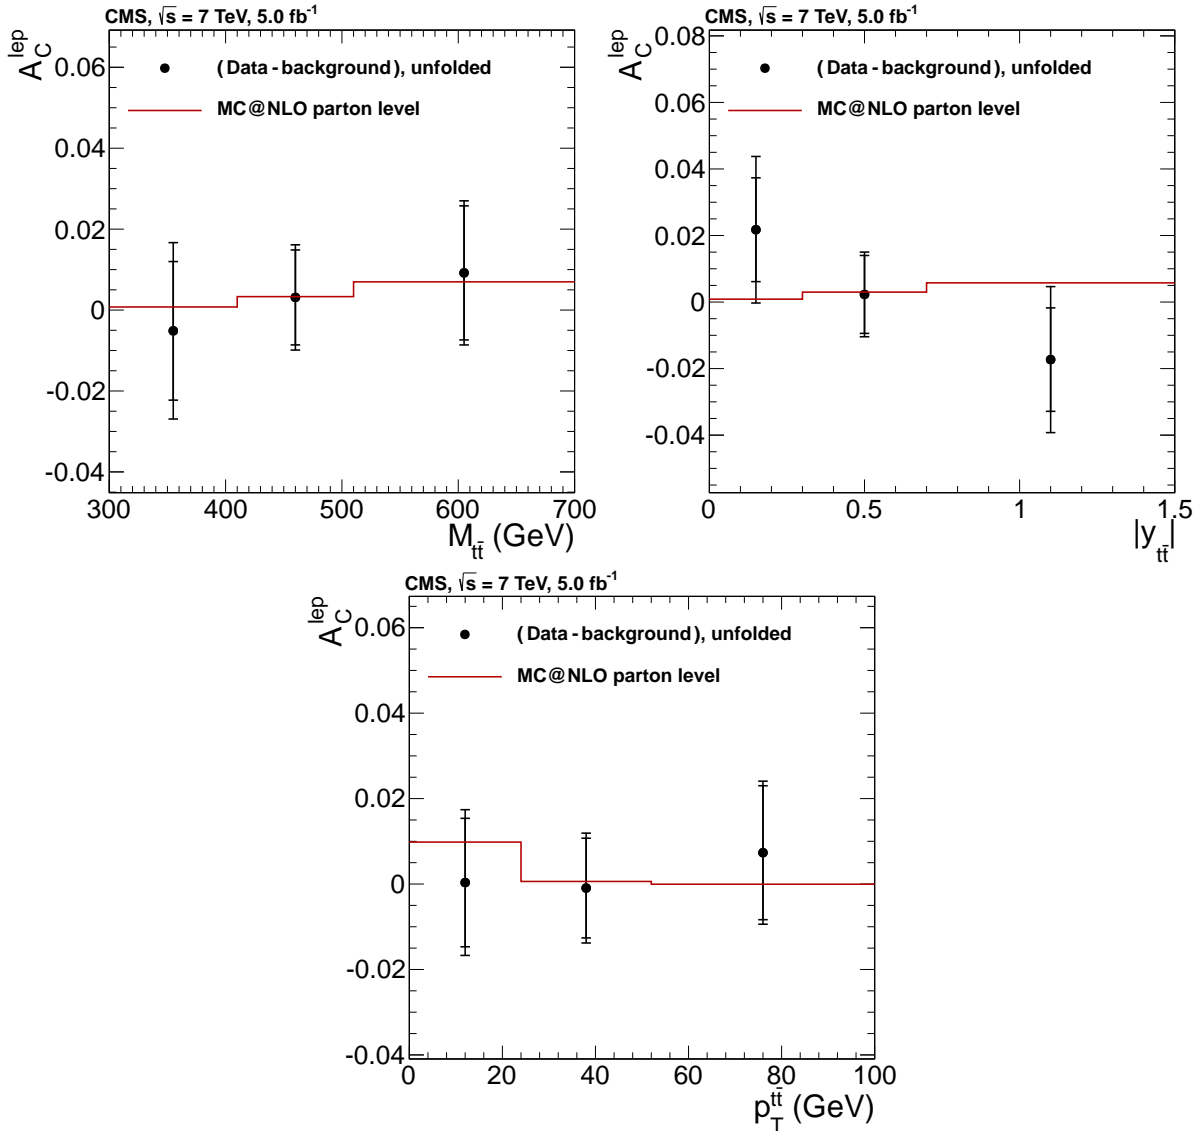 CMS, √s = 7 TeV, 5.0 fb⁻¹
A_C^lep
(Data - background), unfolded
MC@NLO parton level
0.06
0.04
0.02
0
-0.02
-0.04
300 400 500 600 700
M_tt̄ (GeV)
CMS, √s = 7 TeV, 5.0 fb⁻¹
A_C^lep
(Data - background), unfolded
MC@NLO parton level
0.08
0.06
0.04
0.02
0
-0.02
-0.04
0 0.5 1 1.5
|y_tt̄|
CMS, √s = 7 TeV, 5.0 fb⁻¹
A_C^lep
(Data - background), unfolded
MC@NLO parton level
0.06
0.04
0.02
0
-0.02
-0.04
0 20 40 60 80 100
p_T^tt̄ (GeV)